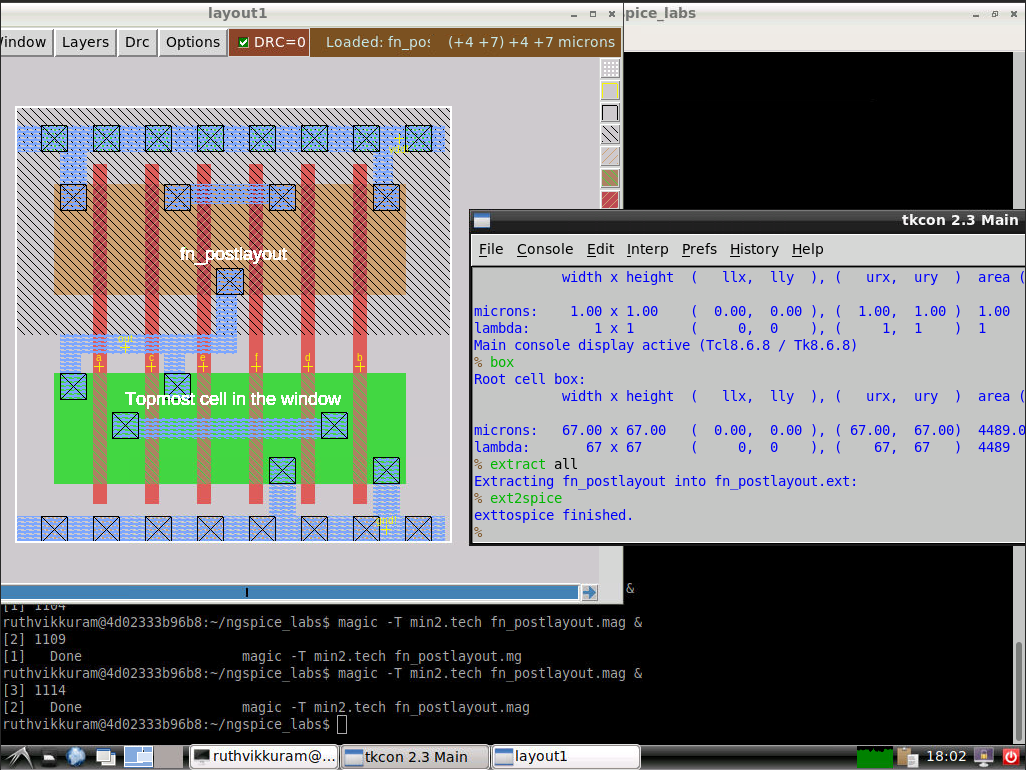 layout1
pice_labs
indow Layers Drc Options DRC=0 Loaded: fn_pos (+4 +7) +4 +7 microns
fn_postlayout
out
a c e f d b
Topmost cell in the window
gnd
tkcon 2.3 Main
File Console Edit Interp Prefs History Help
width x height ( llx, lly ), ( urx, ury ) area (
microns: 1.00 x 1.00 ( 0.00, 0.00 ), ( 1.00, 1.00 ) 1.00
lambda: 1 x 1 ( 0, 0 ), ( 1, 1 ) 1
Main console display active (Tcl8.6.8 / Tk8.6.8)
% box
Root cell box:
width x height ( llx, lly ), ( urx, ury ) area (
microns: 67.00 x 67.00 ( 0.00, 0.00 ), ( 67.00, 67.00) 4489.0
lambda: 67 x 67 ( 0, 0 ), ( 67, 67 ) 4489
% extract all
Extracting fn_postlayout into fn_postlayout.ext:
% ext2spice
exttospice finished.
%
&
[1] 1104
ruthvikkuram@4d02333b96b8:~/ngspice_labs$ magic -T min2.tech fn_postlayout.mag &
[2] 1109
[1] Done magic -T min2.tech fn_postlayout.mg
ruthvikkuram@4d02333b96b8:~/ngspice_labs$ magic -T min2.tech fn_postlayout.mag &
[3] 1114
[2] Done magic -T min2.tech fn_postlayout.mag
ruthvikkuram@4d02333b96b8:~/ngspice_labs$
ruthvikkuram@... tkcon 2.3 Main layout1 18:02